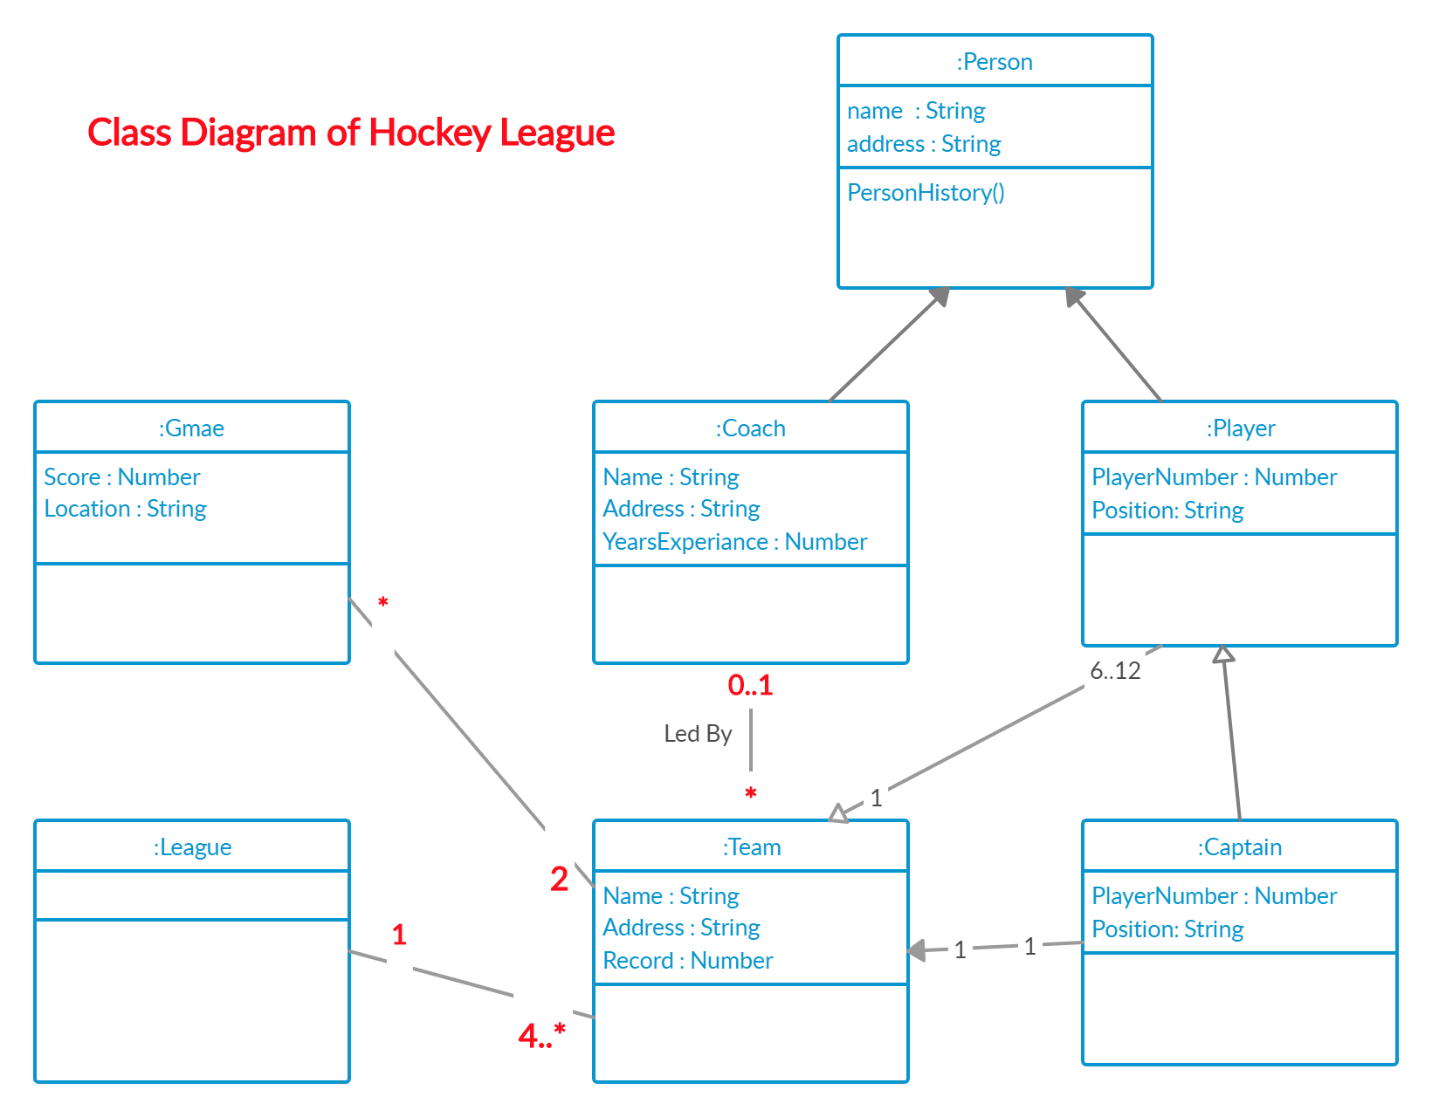 :Person
name : String
address : String
PersonHistory()
Class Diagram of Hockey League
:Gmae
Score : Number
Location : String
:Coach
Name : String
Address : String
YearsExperiance : Number
:Player
PlayerNumber : Number
Position: String
*
0..1
Led By
*
6..12
1
2
:League
1
4..*
:Team
Name : String
Address : String
Record : Number
1
1
:Captain
PlayerNumber : Number
Position: String